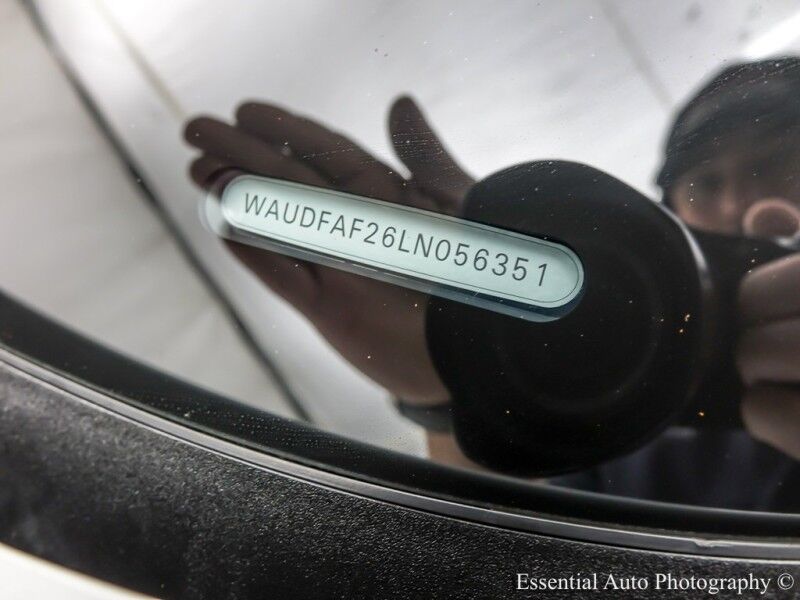 WAUDFAF26LN056351
Essential Auto Photography ©